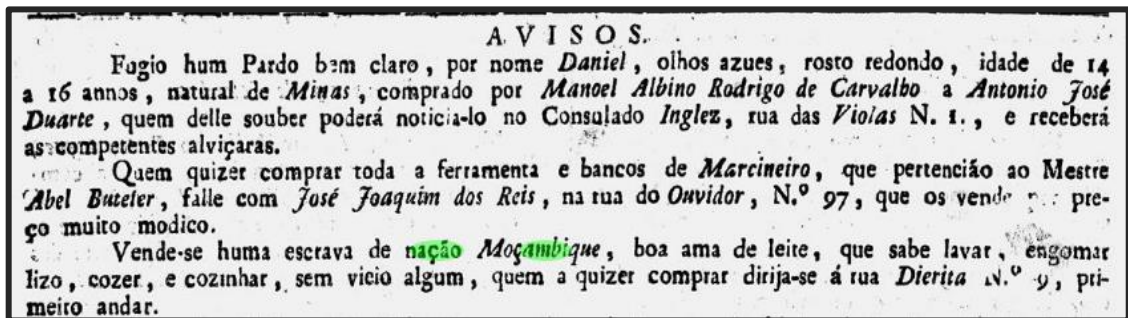 AVISOS.
Fugio hum Pardo bem claro, por nome Daniel, olhos azues, rosto redondo, idade de 14
a 16 annos, natural de Minas, comprado por Manoel Albino Rodrigo de Carvalho a Antonio José
Duarte, quem delle souber poderá noticia-lo no Consulado Inglez, rua das Violas N. 1., e receberá
as competentes alviçaras.
Quem quizer comprar toda a ferramenta e bancos de Marcineiro, que pertencião ao Mestre
Abel Buteler, falle com José Joaquim dos Reis, na rua do Ouvidor, N.º 97, que os vende pre-
ço muito modico.
Vende-se huma escrava de nação Moçambique, boa ama de leite, que sabe lavar, engomar
lizo, cozer, e cozinhar, sem vicio algum, quem a quizer comprar dirija-se á rua Dierita N.º 9, pri-
meiro andar.